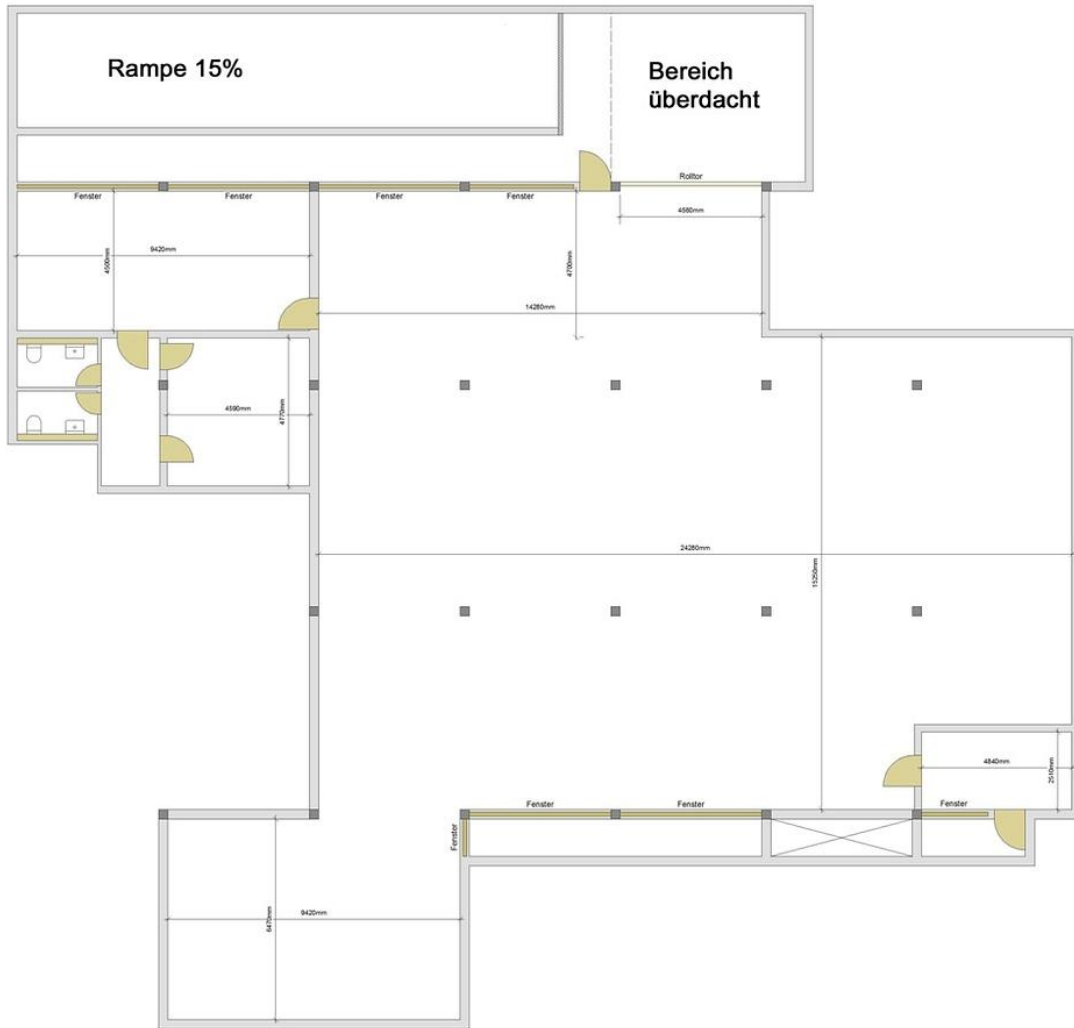 Rampe 15%
Bereich
überdacht
Rolltor
Fenster
Fenster
Fenster
Fenster
4560mm
9420mm
4500mm
4700mm
14280mm
4590mm
4770mm
24280mm
15250mm
4840mm
2510mm
Fenster
Fenster
Fenster
Fenster
9420mm
6470mm